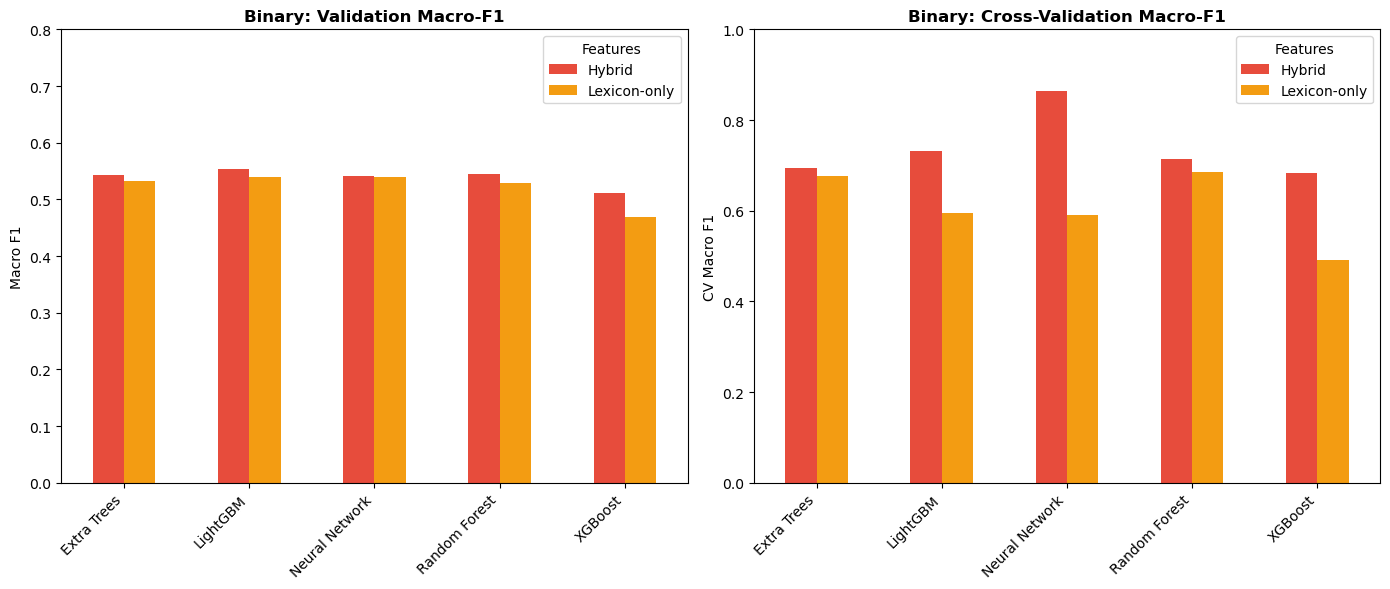 Binary: Validation Macro-F1
Macro F1
0.8
0.7
0.6
0.5
0.4
0.3
0.2
0.1
0.0
Features
Hybrid
Lexicon-only
Extra Trees
LightGBM
Neural Network
Random Forest
XGBoost
Binary: Cross-Validation Macro-F1
CV Macro F1
1.0
0.8
0.6
0.4
0.2
0.0
Features
Hybrid
Lexicon-only
Extra Trees
LightGBM
Neural Network
Random Forest
XGBoost